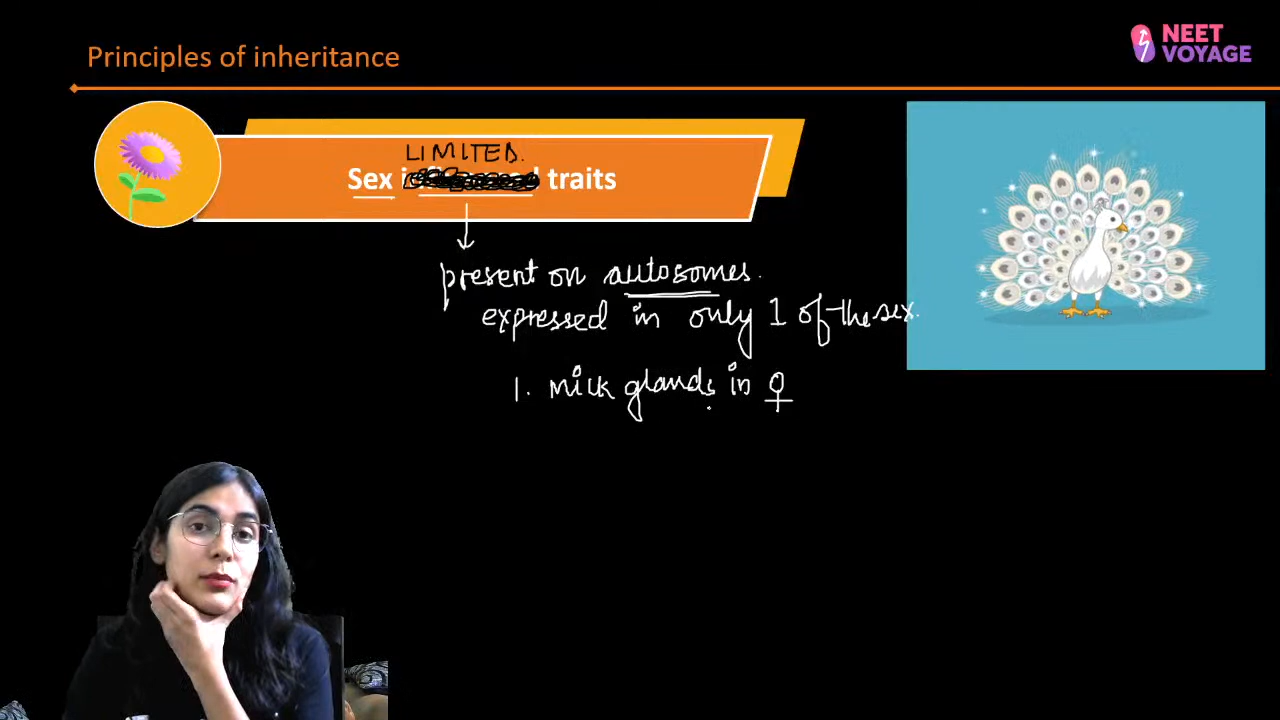 Principles of inheritance
NEET
VOYAGE
LIMITED.
Sex traits
present on autosomes.
expressed in only 1 of the sex.
1. milk glands in ♀